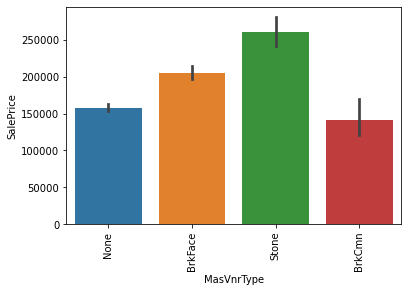 SalePrice
250000
200000
150000
100000
50000
0
None
BrkFace
Stone
BrkCmn
MasVnrType